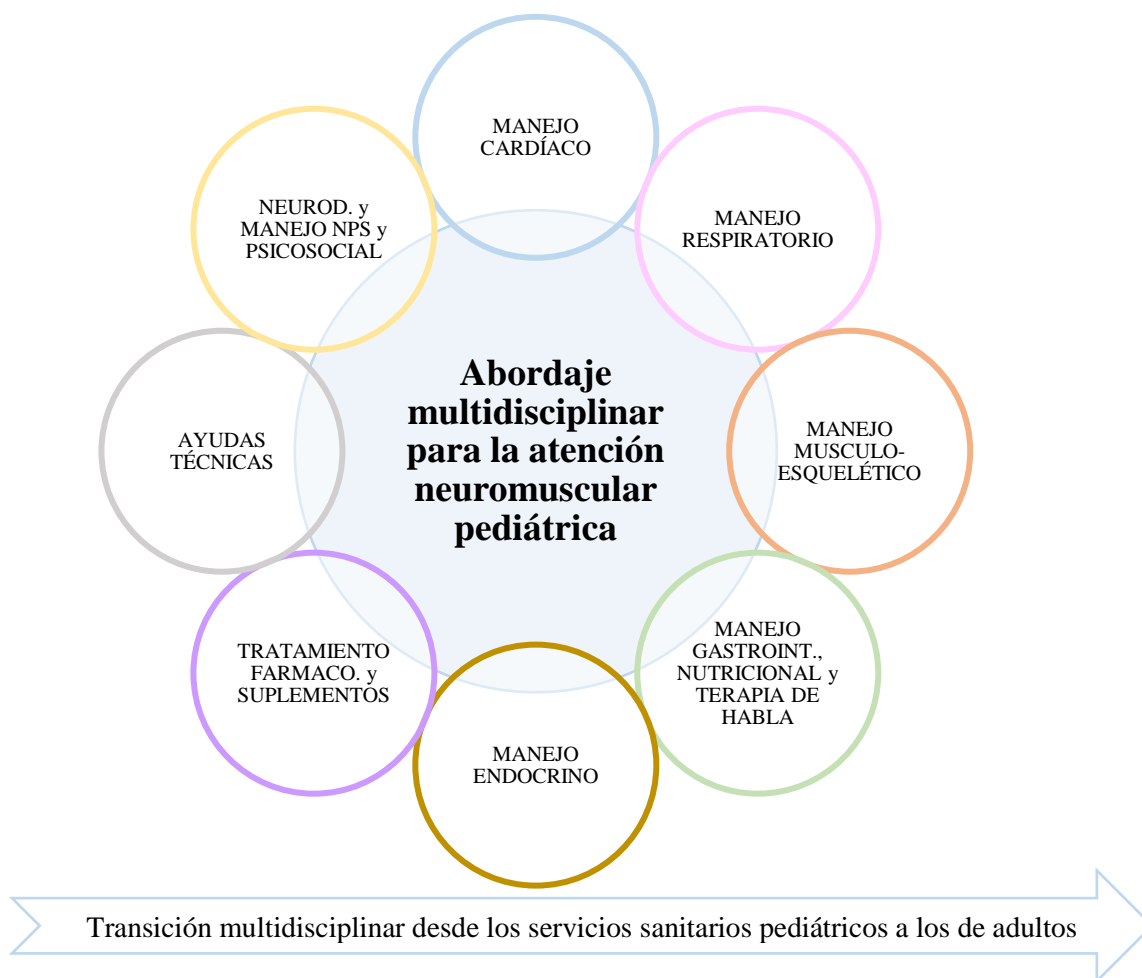 MANEJO
CARDÍACO
MANEJO
RESPIRATORIO
MANEJO
MUSCULO-
ESQUELÉTICO
MANEJO
GASTROINT.,
NUTRICIONAL y
TERAPIA DE
HABLA
MANEJO
ENDOCRINO
TRATAMIENTO
FARMACO. y
SUPLEMENTOS
AYUDAS
TÉCNICAS
NEUROD. y
MANEJO NPS y
PSICOSOCIAL
Abordaje
multidisciplinar
para la atención
neuromuscular
pediátrica
Transición multidisciplinar desde los servicios sanitarios pediátricos a los de adultos